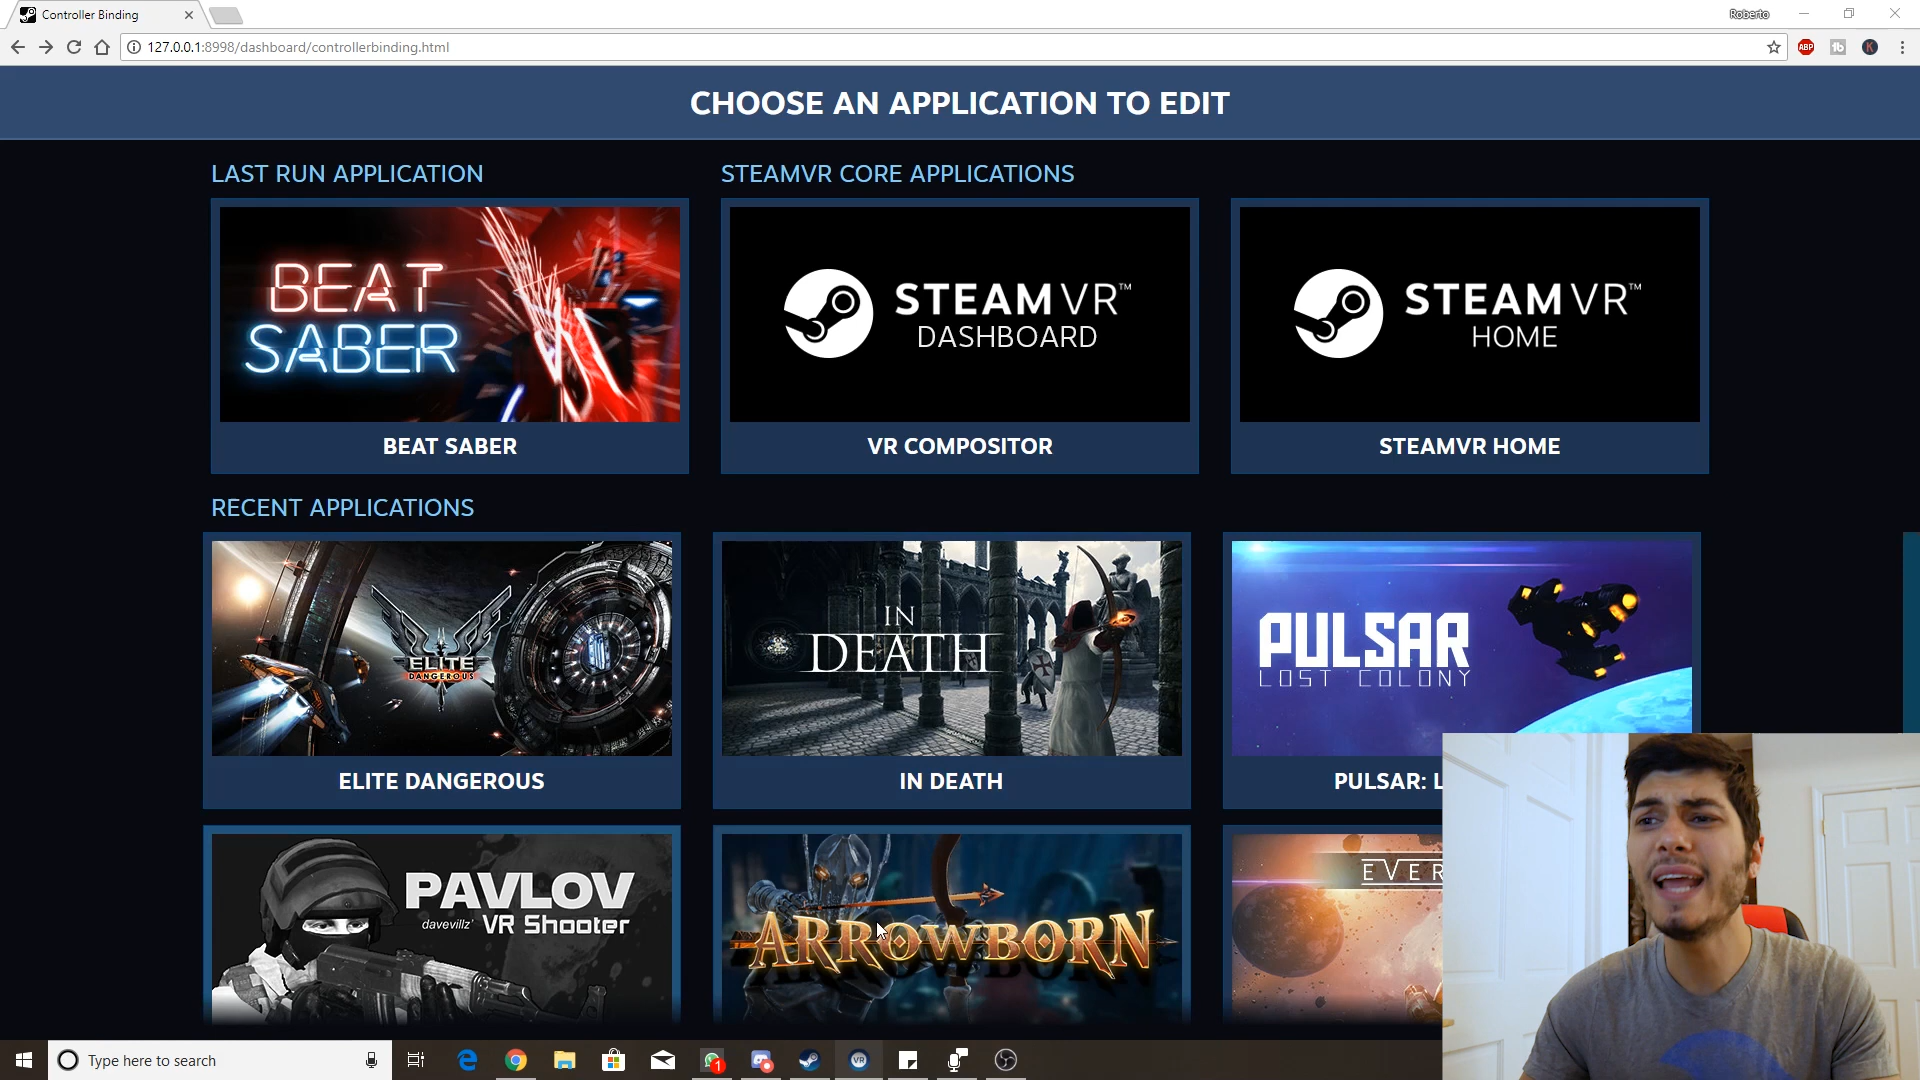 Controller Binding
Roberto
127.0.0.1:8998/dashboard/controllerbinding.html
ABP
CHOOSE AN APPLICATION TO EDIT
LAST RUN APPLICATION
STEAMVR CORE APPLICATIONS
BEAT
SABER
STEAMVR™
DASHBOARD
STEAMVR™
HOME
BEAT SABER
VR COMPOSITOR
STEAMVR HOME
RECENT APPLICATIONS
ELITE
DANGEROUS
IN
DEATH
PULSAR
LOST COLONY
ELITE DANGEROUS
IN DEATH
PULSAR: L
PAVLOV
davevillz' VR Shooter
ARROWBORN
EVER
Type here to search
1
VR